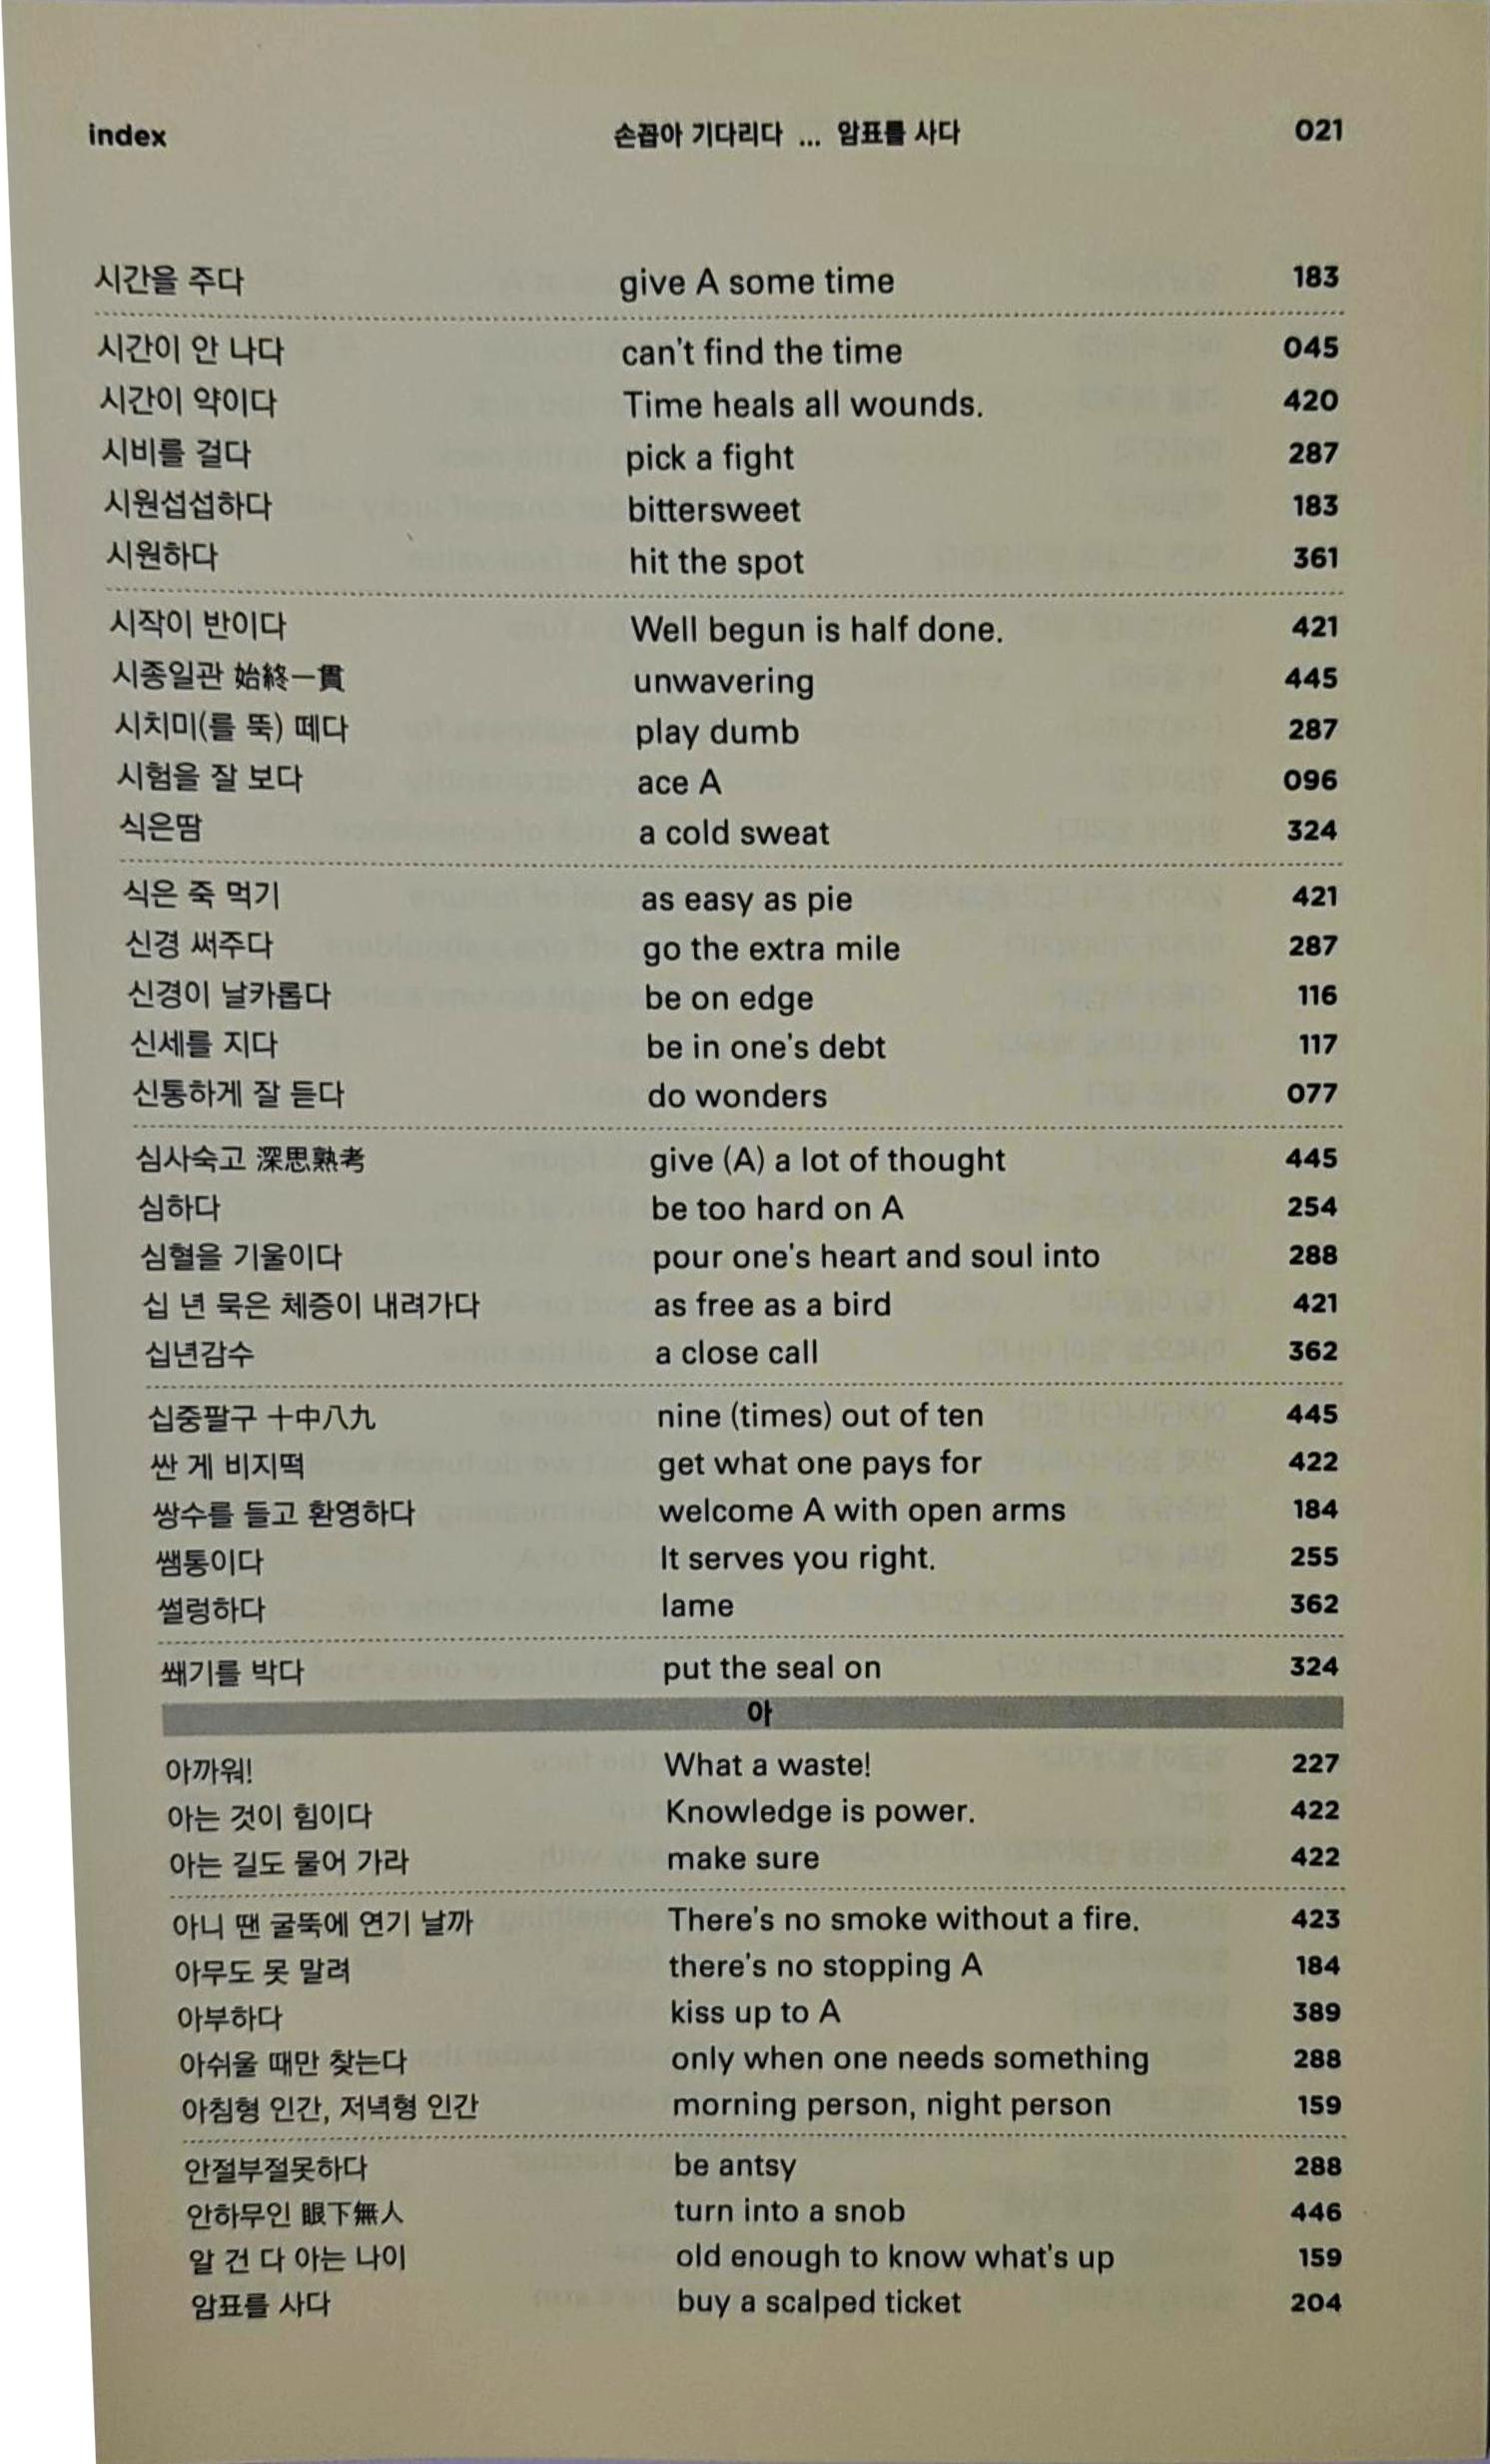 index 손꼽아 기다리다 ... 암표를 사다 021
시간을 주다 give A some time 183
시간이 안 나다 can't find the time 045
시간이 약이다 Time heals all wounds. 420
시비를 걸다 pick a fight 287
시원섭섭하다 bittersweet 183
시원하다 hit the spot 361
시작이 반이다 Well begun is half done. 421
시종일관 始終一貫 unwavering 445
시치미(를 뚝) 떼다 play dumb 287
시험을 잘 보다 ace A 096
식은땀 a cold sweat 324
식은 죽 먹기 as easy as pie 421
신경 써주다 go the extra mile 287
신경이 날카롭다 be on edge 116
신세를 지다 be in one's debt 117
신통하게 잘 듣다 do wonders 077
심사숙고 深思熟考 give (A) a lot of thought 445
심하다 be too hard on A 254
심혈을 기울이다 pour one's heart and soul into 288
십 년 묵은 체증이 내려가다 as free as a bird 421
십년감수 a close call 362
십중팔구 十中八九 nine (times) out of ten 445
싼 게 비지떡 get what one pays for 422
쌍수를 들고 환영하다 welcome A with open arms 184
쌤통이다 It serves you right. 255
썰렁하다 lame 362
쐐기를 박다 put the seal on 324
아
아까워! What a waste! 227
아는 것이 힘이다 Knowledge is power. 422
아는 길도 물어 가라 make sure 422
아니 땐 굴뚝에 연기 날까 There's no smoke without a fire. 423
아무도 못 말려 there's no stopping A 184
아부하다 kiss up to A 389
아쉬울 때만 찾는다 only when one needs something 288
아침형 인간, 저녁형 인간 morning person, night person 159
안절부절못하다 be antsy 288
안하무인 眼下無人 turn into a snob 446
알 건 다 아는 나이 old enough to know what's up 159
암표를 사다 buy a scalped ticket 204